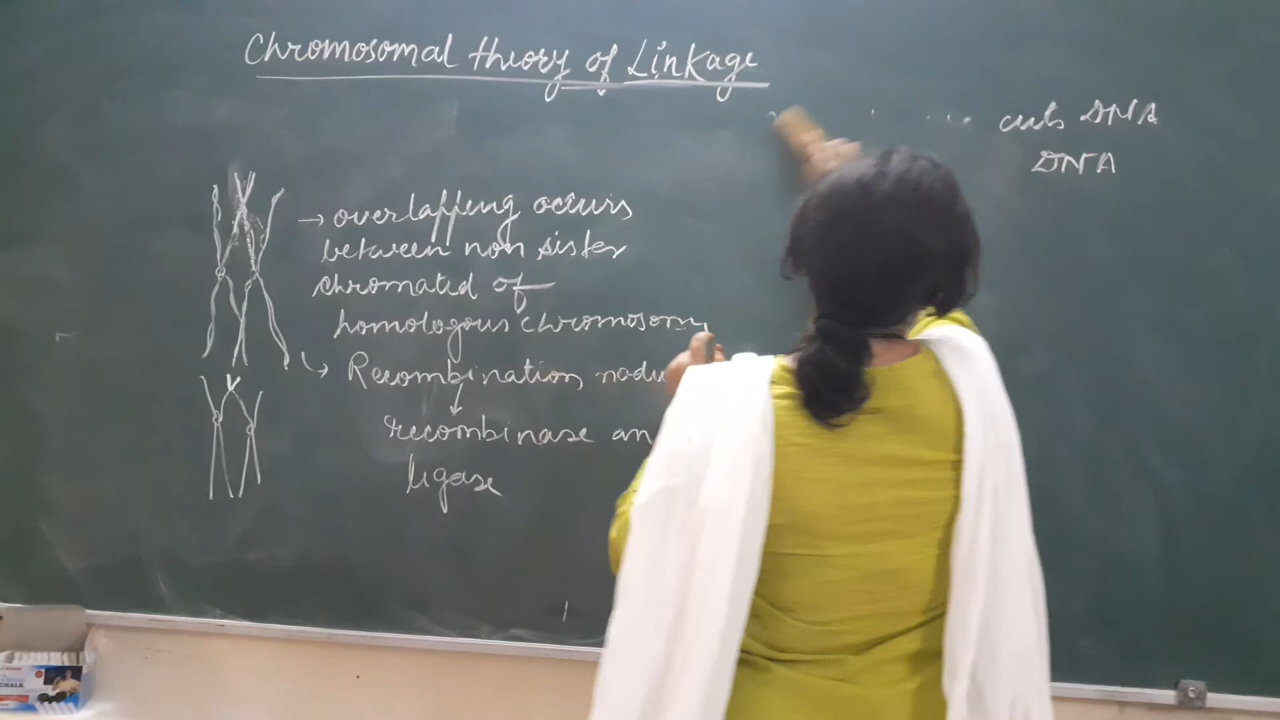 Chromosomal theory of Linkage
cuts DNA
DNA
→ overlapping occurs
between non sister
chromatid of
homologous chromosom
↳ Recombination nodu
↓
recombinase an
ligase